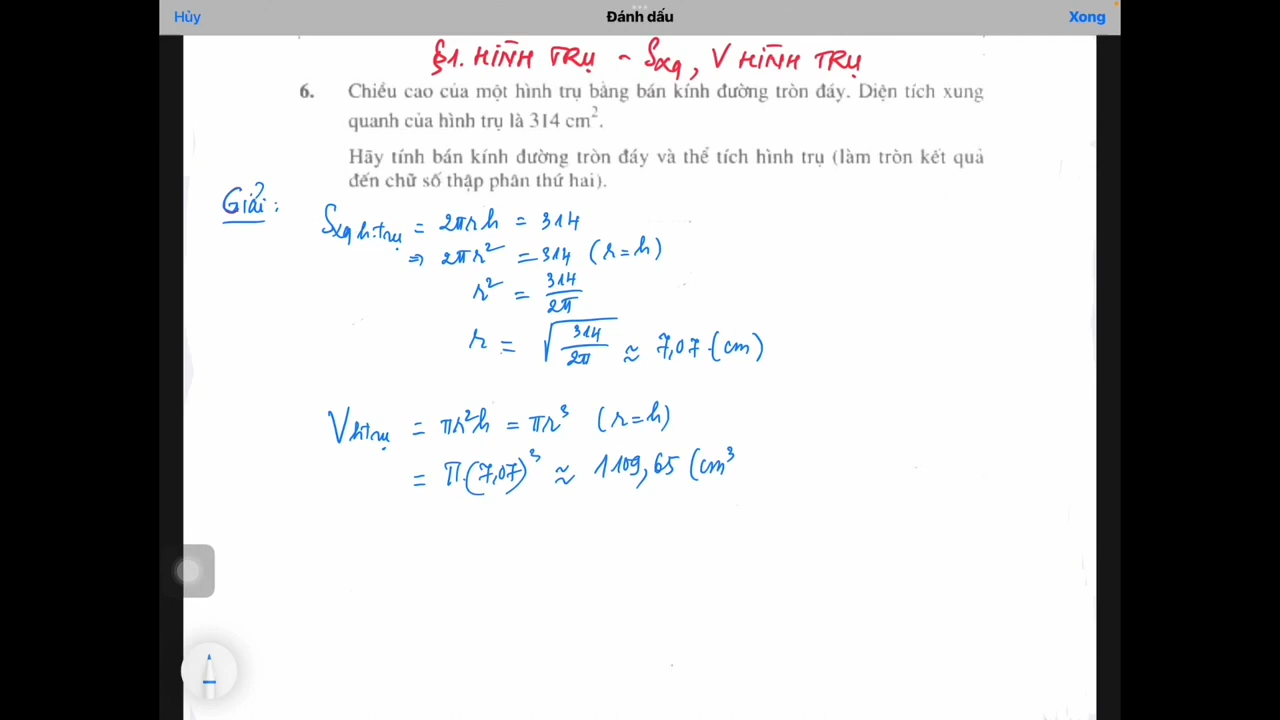 Hủy
Đánh dấu
Xong
§1. HÌNH TRỤ - Sxq, V HÌNH TRỤ
6. Chiều cao của một hình trụ bằng bán kính đường tròn đáy. Diện tích xung
quanh của hình trụ là 314 cm².
Hãy tính bán kính đường tròn đáy và thể tích hình trụ (làm tròn kết quả
đến chữ số thập phân thứ hai).
Giải:
Sxq h.trụ = 2πrh = 314
⇒ 2πr² = 314 (r=h)
r² = 314/2π
r = √(314/2π) ≈ 7,07 (cm)
Vh.trụ = πr²h = πr³ (r=h)
= π.(7,07)³ ≈ 1109,65 (cm³